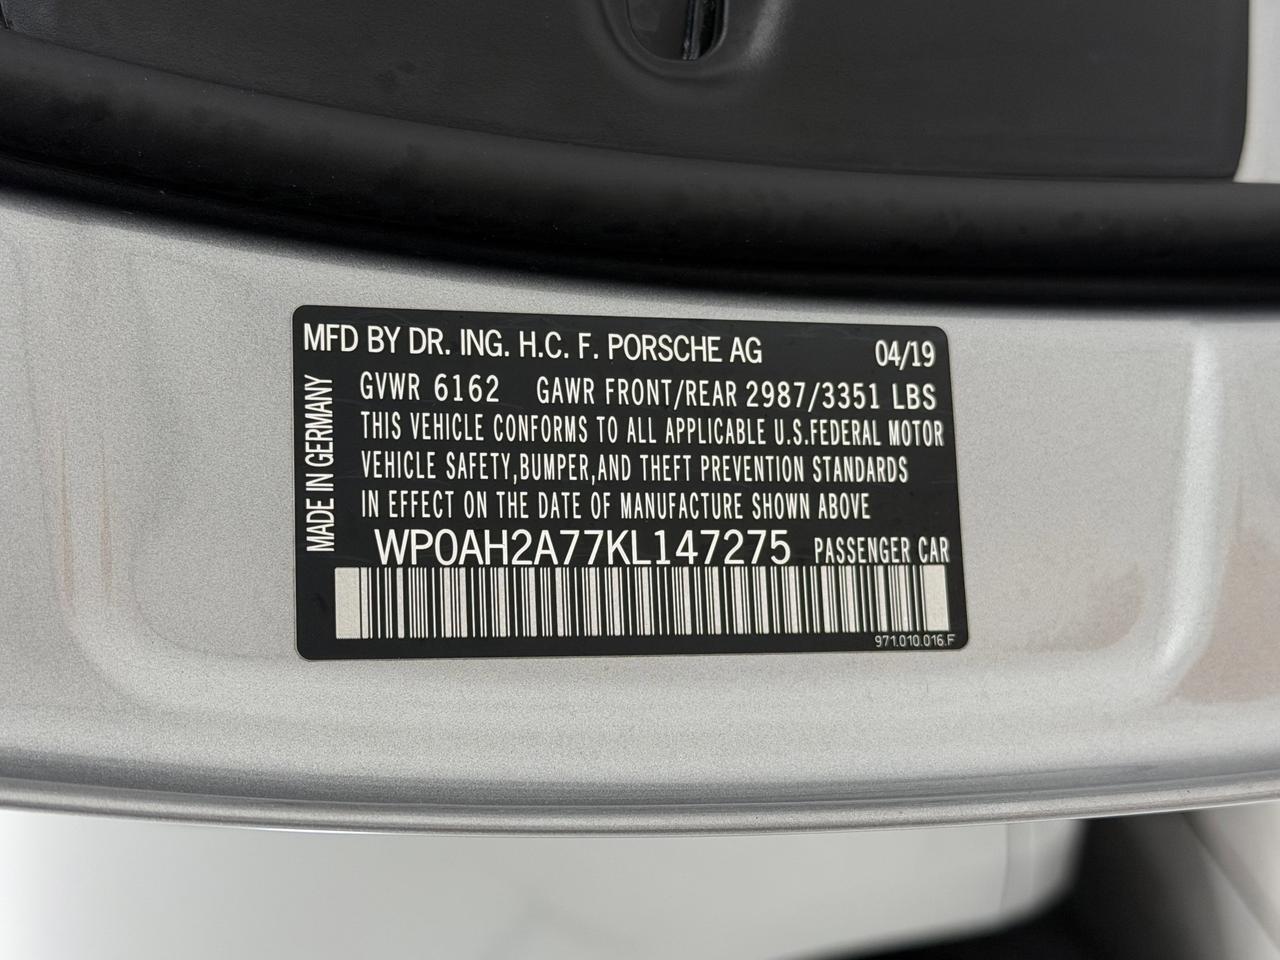 MFD BY DR. ING. H.C. F. PORSCHE AG 04/19
GVWR 6162 GAWR FRONT/REAR 2987/3351 LBS
THIS VEHICLE CONFORMS TO ALL APPLICABLE U.S.FEDERAL MOTOR
VEHICLE SAFETY,BUMPER,AND THEFT PREVENTION STANDARDS
IN EFFECT ON THE DATE OF MANUFACTURE SHOWN ABOVE
WP0AH2A77KL147275 PASSENGER CAR
971.010.016.F
MADE IN GERMANY